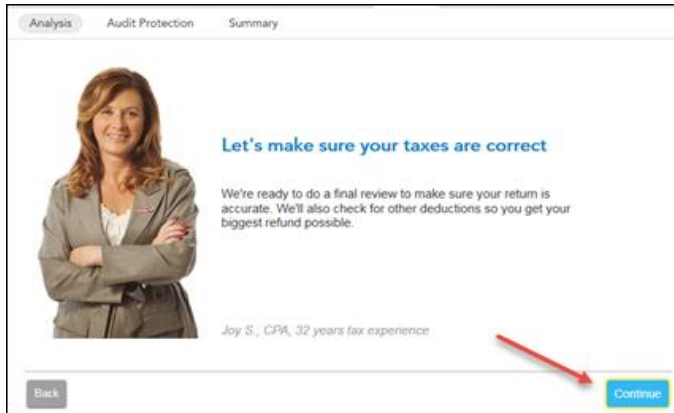 Analysis Audit Protection Summary
Let's make sure your taxes are correct
We're ready to do a final review to make sure your return is
accurate. We'll also check for other deductions so you get your
biggest refund possible.
Joy S., CPA, 32 years tax experience
Back Continue